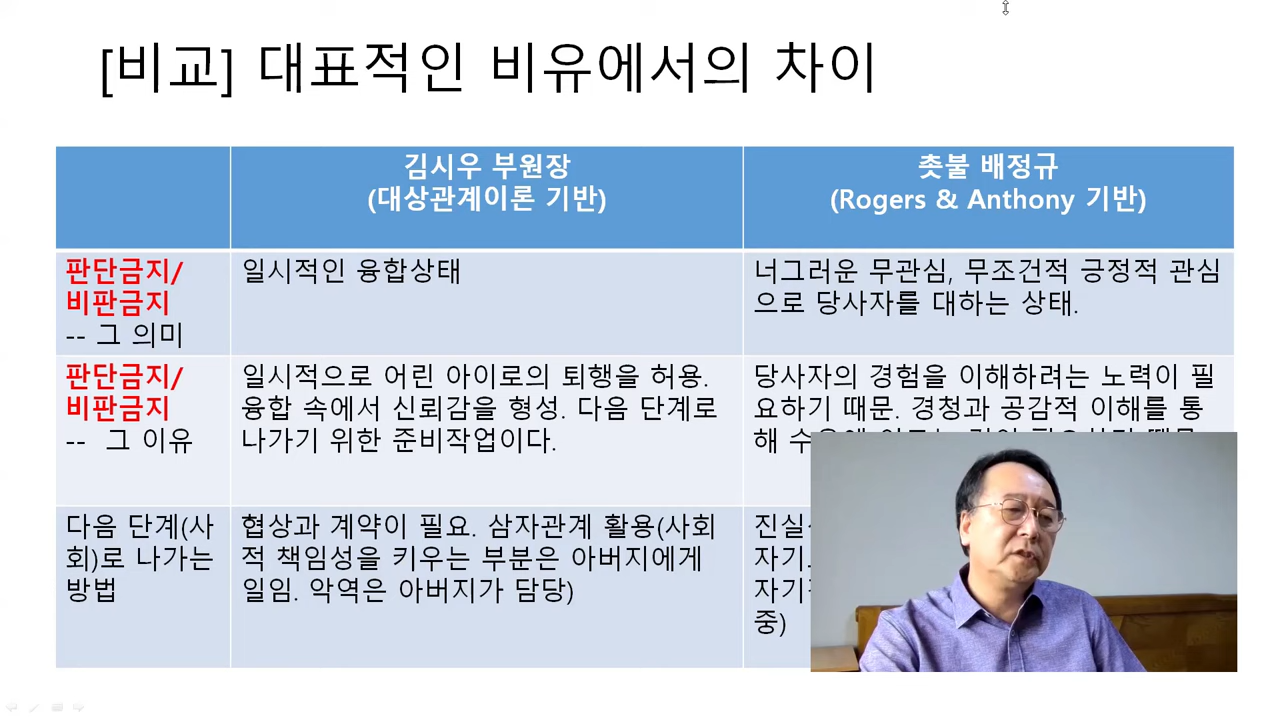 [비교] 대표적인 비유에서의 차이
김시우 부원장
(대상관계이론 기반)
촛불 배정규
(Rogers & Anthony 기반)
판단금지/
비판금지
-- 그 의미
일시적인 융합상태
너그러운 무관심, 무조건적 긍정적 관심
으로 당사자를 대하는 상태.
판단금지/
비판금지
-- 그 이유
일시적으로 어린 아이로의 퇴행을 허용.
융합 속에서 신뢰감을 형성. 다음 단계로
나가기 위한 준비작업이다.
당사자의 경험을 이해하려는 노력이 필
요하기 때문. 경청과 공감적 이해를 통
해
다음 단계(사
회)로 나가는
방법
협상과 계약이 필요. 삼자관계 활용(사회
적 책임성을 키우는 부분은 아버지에게
일임. 악역은 아버지가 담당)
중)